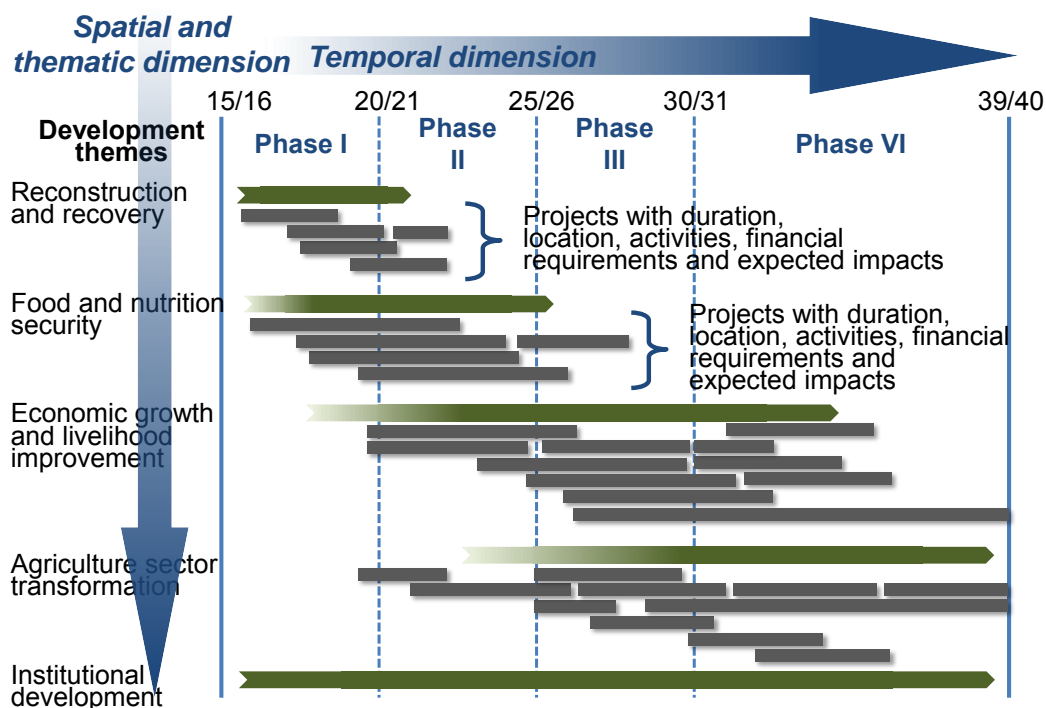 Spatial and
thematic dimension
Temporal dimension
15/16
20/21
25/26
30/31
39/40
Development
themes
Phase I
Phase
II
Phase
III
Phase VI
Reconstruction
and recovery
Projects with duration,
location, activities, financial
requirements and expected impacts
Food and nutrition
security
Projects with duration,
location, activities, financial
requirements and
expected impacts
Economic growth
and livelihood
improvement
Agriculture sector
transformation
Institutional
development